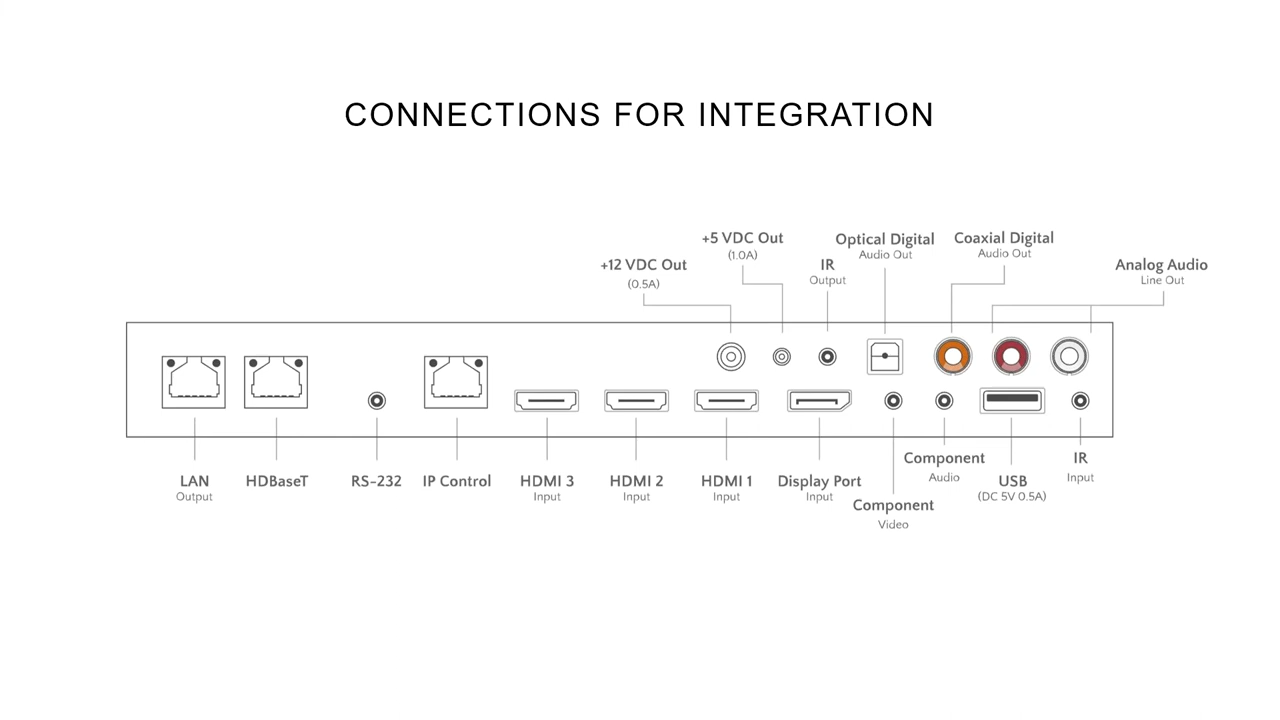 CONNECTIONS FOR INTEGRATION
+12 VDC Out
(0.5A)
+5 VDC Out
(1.0A)
IR
Output
Optical Digital
Audio Out
Coaxial Digital
Audio Out
Analog Audio
Line Out
LAN
Output
HDBaseT
RS-232
IP Control
HDMI 3
Input
HDMI 2
Input
HDMI 1
Input
Display Port
Input
Component
Video
Component
Audio
USB
(DC 5V 0.5A)
IR
Input